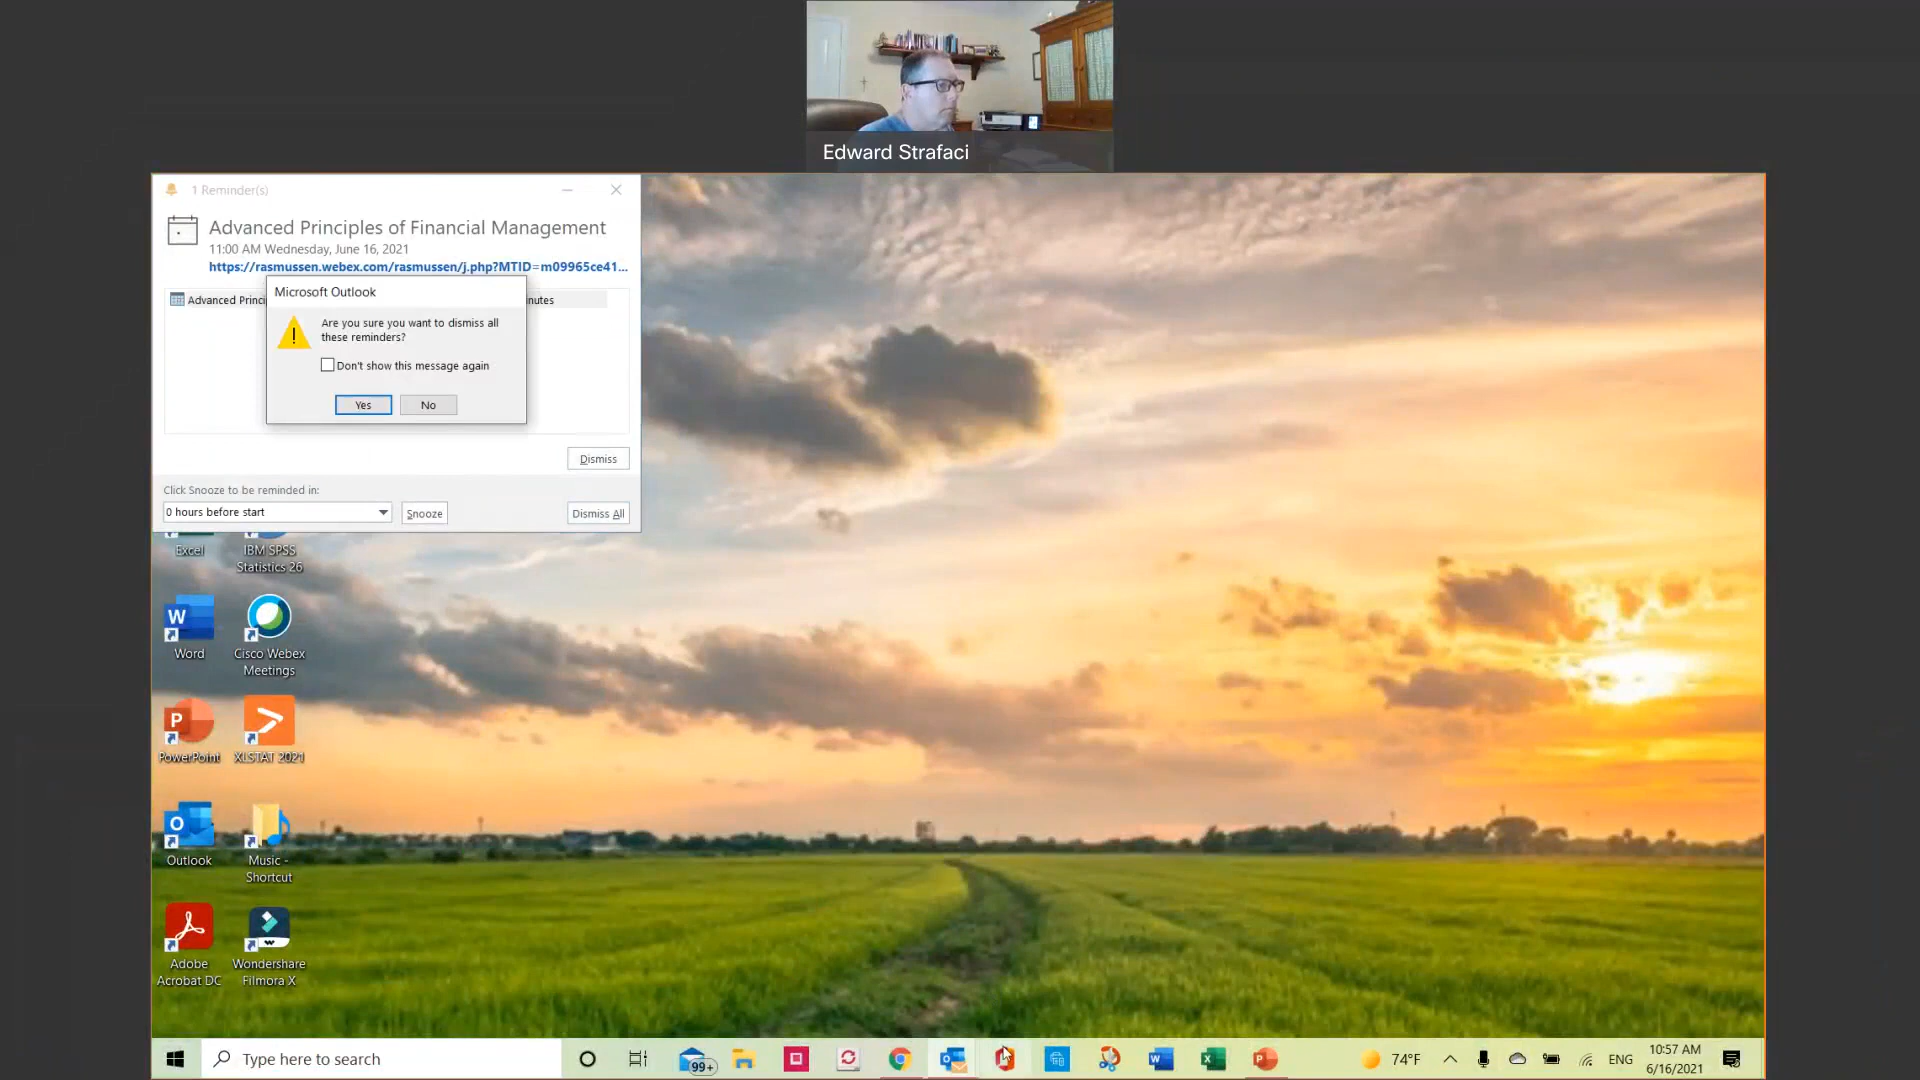 Edward Strafaci
1 Reminder(s)
Advanced Principles of Financial Management
11:00 AM Wednesday, June 16, 2021
https://rasmussen.webex.com/rasmussen/j.php?MTID=m09965ce41...
Advanced
Microsoft Outlook
Are you sure you want to dismiss all
these reminders?
Don't show this message again
Yes
No
Dismiss
Click Snooze to be reminded in:
0 hours before start
Snooze
Dismiss All
Excel
IBM SPSS
Statistics 26
Word
Cisco Webex
Meetings
PowerPoint
XLSTAT 2021
Outlook
Music -
Shortcut
Adobe
Acrobat DC
Wondershare
Filmora X
Type here to search
99+
74°F
ENG
10:57 AM
6/16/2021